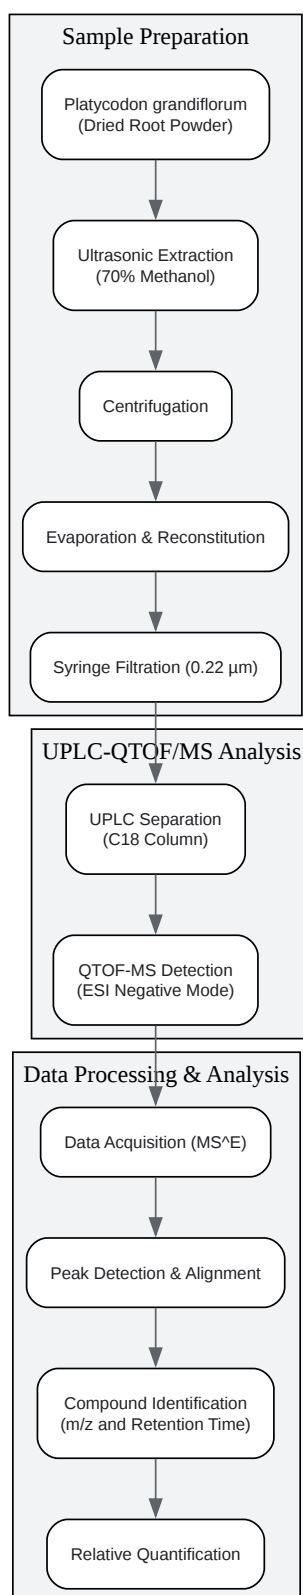 Sample Preparation
Platycodon grandiflorum
(Dried Root Powder)
Ultrasonic Extraction
(70% Methanol)
Centrifugation
Evaporation & Reconstitution
Syringe Filtration (0.22 µm)
UPLC-QTOF/MS Analysis
UPLC Separation
(C18 Column)
QTOF-MS Detection
(ESI Negative Mode)
Data Processing & Analysis
Data Acquisition (MS^E)
Peak Detection & Alignment
Compound Identification
(m/z and Retention Time)
Relative Quantification